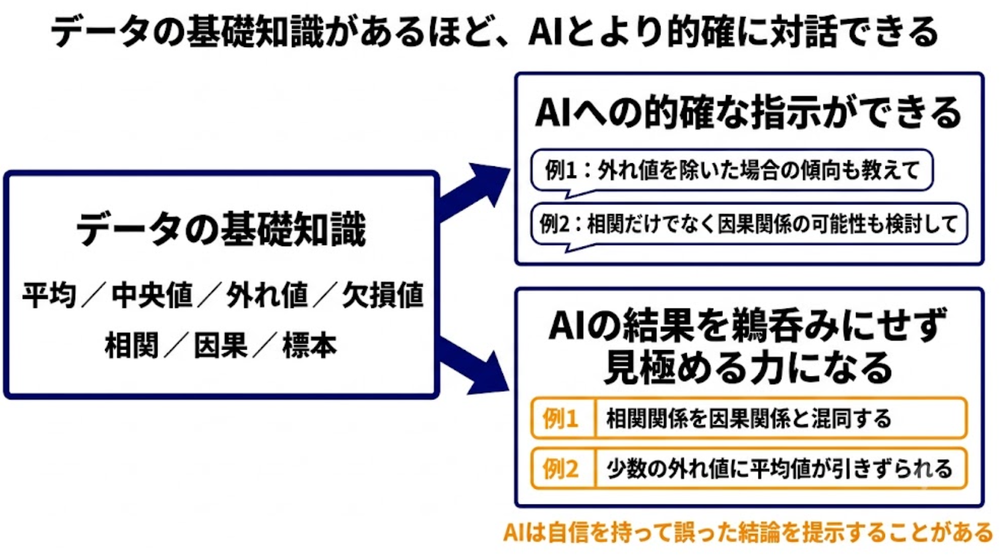 データの基礎知識があるほど、AIとより的確に対話できる
データの基礎知識
平均／中央値／外れ値／欠損値
相関／因果／標本
AIへの的確な指示ができる
例1：外れ値を除いた場合の傾向も教えて
例2：相関だけでなく因果関係の可能性も検討して
AIの結果を鵜呑みにせず
見極める力になる
例1 相関関係を因果関係と混同する
例2 少数の外れ値に平均値が引きずられる
AIは自信を持って誤った結論を提示することがある